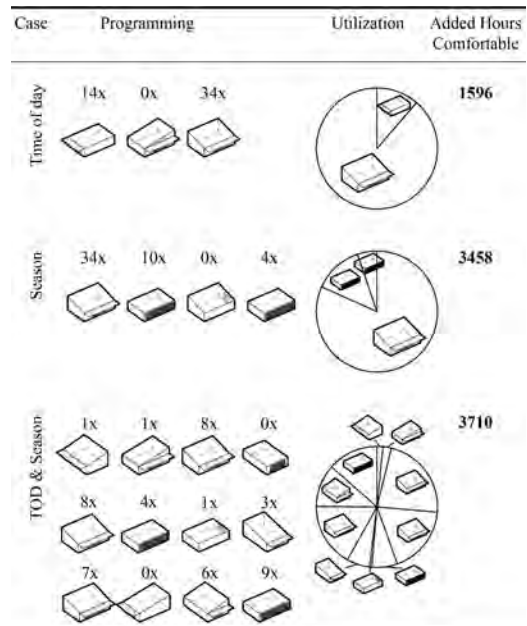 Case Programming Utilization Added Hours
Comfortable
Time of day
14x 0x 34x
1596
Season
34x 10x 0x 4x
3458
TOD & Season
1x 1x 8x 0x
3710
8x 4x 1x 3x
7x 0x 6x 9x